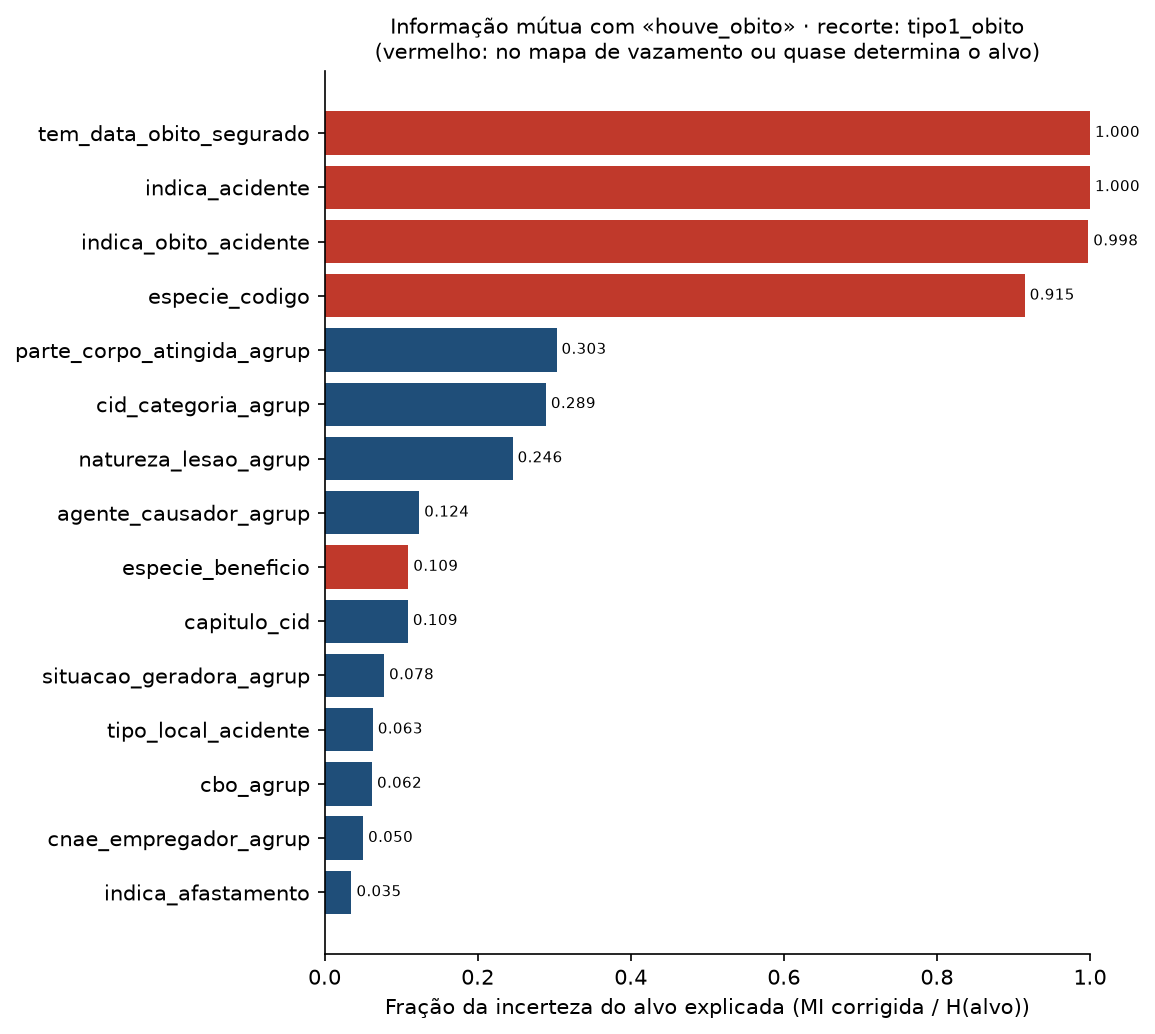 Informação mútua com «houve_obito» · recorte: tipo1_obito
(vermelho: no mapa de vazamento ou quase determina o alvo)
tem_data_obito_segurado 1.000
indica_acidente 1.000
indica_obito_acidente 0.998
especie_codigo 0.915
parte_corpo_atingida_agrup 0.303
cid_categoria_agrup 0.289
natureza_lesao_agrup 0.246
agente_causador_agrup 0.124
especie_beneficio 0.109
capitulo_cid 0.109
situacao_geradora_agrup 0.078
tipo_local_acidente 0.063
cbo_agrup 0.062
cnae_empregador_agrup 0.050
indica_afastamento 0.035
0.0 0.2 0.4 0.6 0.8 1.0
Fração da incerteza do alvo explicada (MI corrigida / H(alvo))